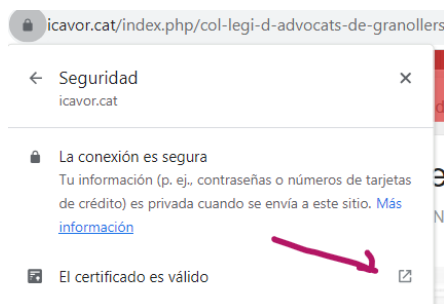 icavor.cat/index.php/col-legi-d-advocats-de-granollers
Seguridad
icavor.cat
La conexión es segura
Tu información (p. ej., contraseñas o números de tarjetas
de crédito) es privada cuando se envía a este sitio. Más
información
El certificado es válido